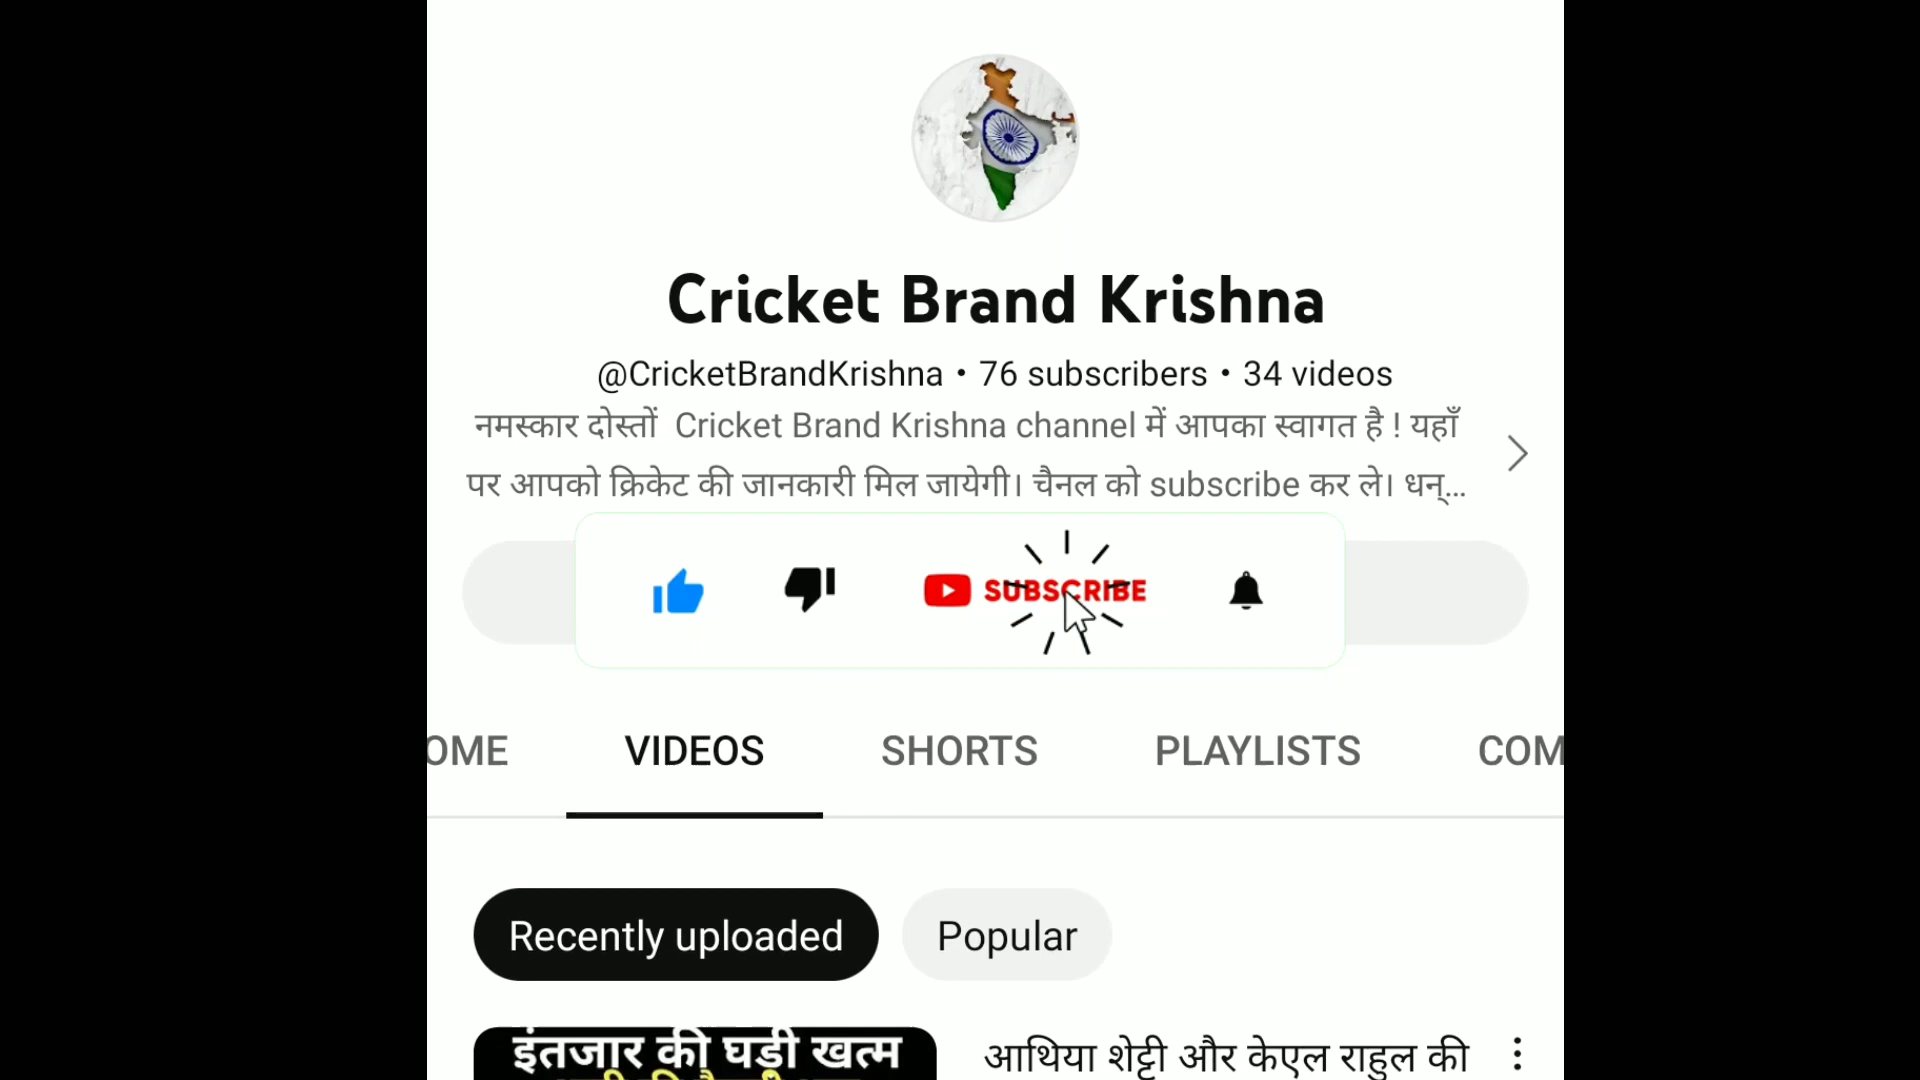 Cricket Brand Krishna
@CricketBrandKrishna • 76 subscribers • 34 videos
नमस्कार दोस्तों Cricket Brand Krishna channel में आपका स्वागत है ! यहाँ
पर आपको क्रिकेट की जानकारी मिल जायेगी। चैनल को subscribe कर ले। धन्...
SUBSCRIBE
OME VIDEOS SHORTS PLAYLISTS COM
Recently uploaded Popular
इंतजार की घड़ी खत्म
आथिया शेट्टी और केएल राहुल की